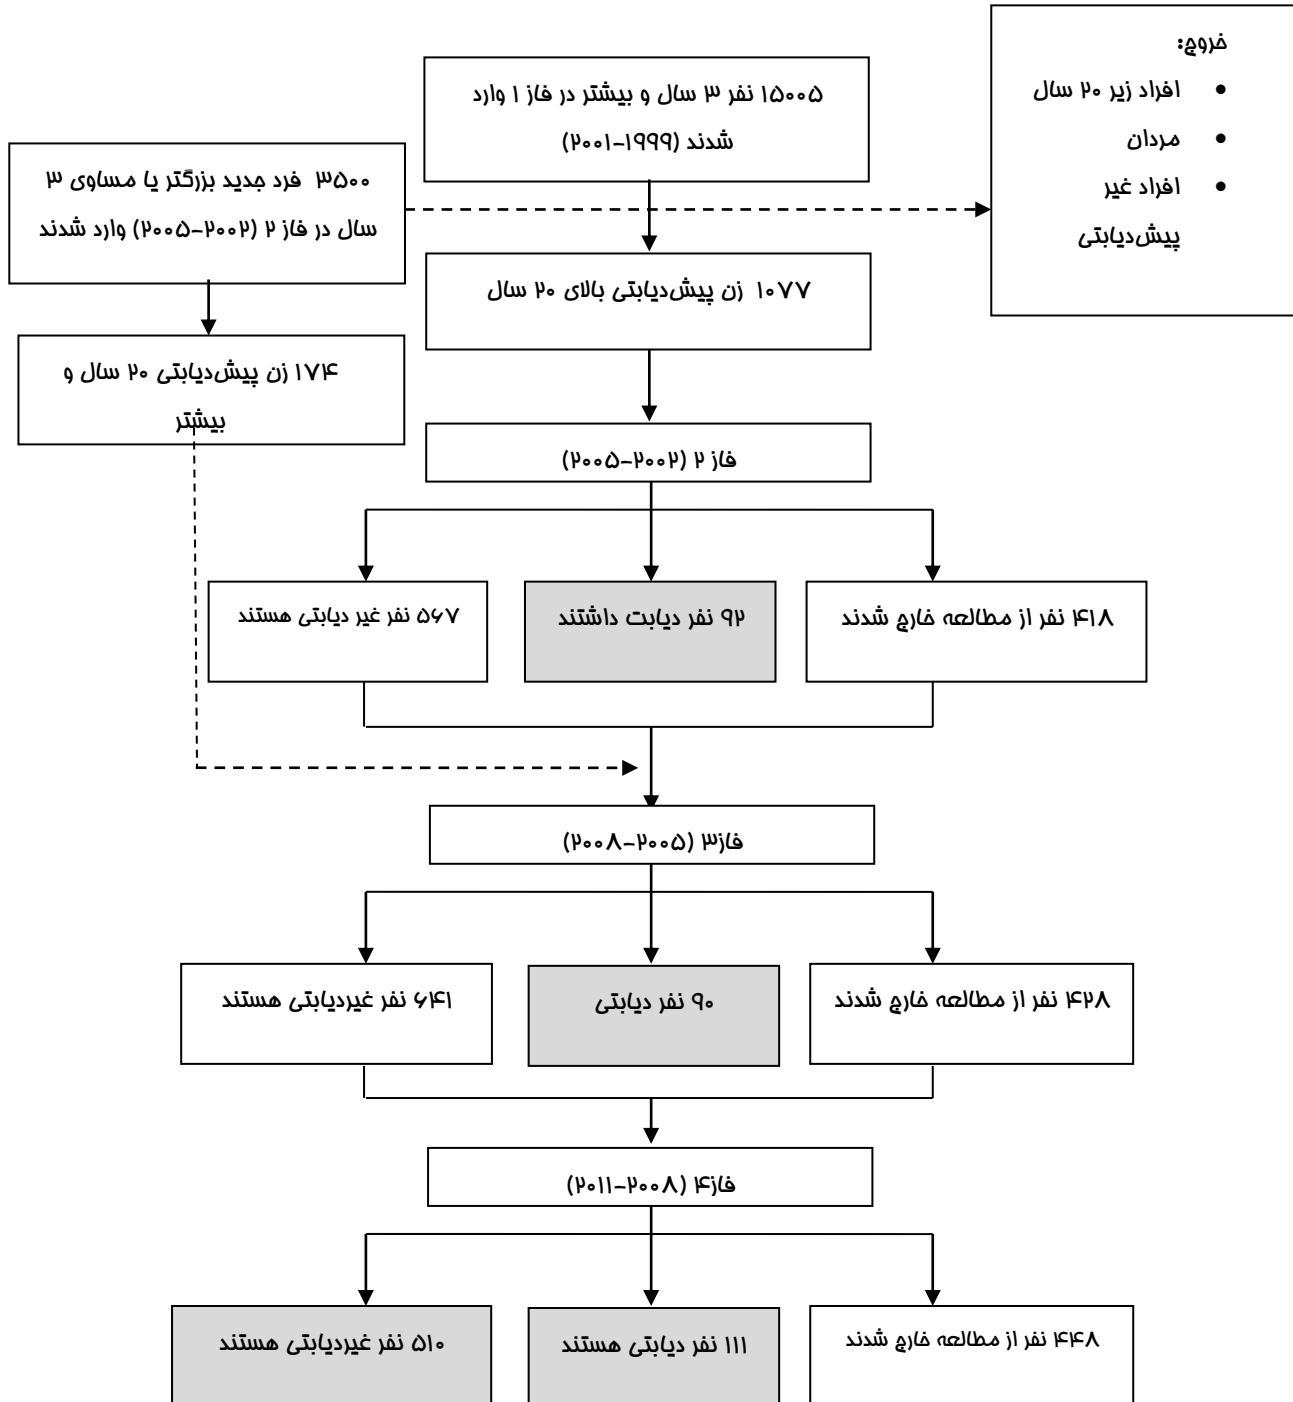 خروج:
• افراد زیر ۲۰ سال
• مردان
• افراد غیر
پیش‌دیابتی
۱۵۰۰۵ نفر ۳ سال و بیشتر در فاز ۱ وارد
شدند (۱۹۹۹-۲۰۰۱)
۳۵۰۰ فرد جدید بزرگتر یا مساوی ۳
سال در فاز ۲ (۲۰۰۲-۲۰۰۵) وارد شدند
۱۰۷۷ زن پیش‌دیابتی بالای ۲۰ سال
۱۷۴ زن پیش‌دیابتی ۲۰ سال و
بیشتر
فاز ۲ (۲۰۰۲-۲۰۰۵)
۴۱۸ نفر از مطالعه خارج شدند
۹۲ نفر دیابت داشتند
۵۶۷ نفر غیر دیابتی هستند
فاز۳ (۲۰۰۵-۲۰۰۸)
۴۲۸ نفر از مطالعه خارج شدند
۹۰ نفر دیابتی
۶۴۱ نفر غیردیابتی هستند
فاز۴ (۲۰۰۸-۲۰۱۱)
۴۴۸ نفر از مطالعه خارج شدند
۱۱۱ نفر دیابتی هستند
۵۱۰ نفر غیردیابتی هستند